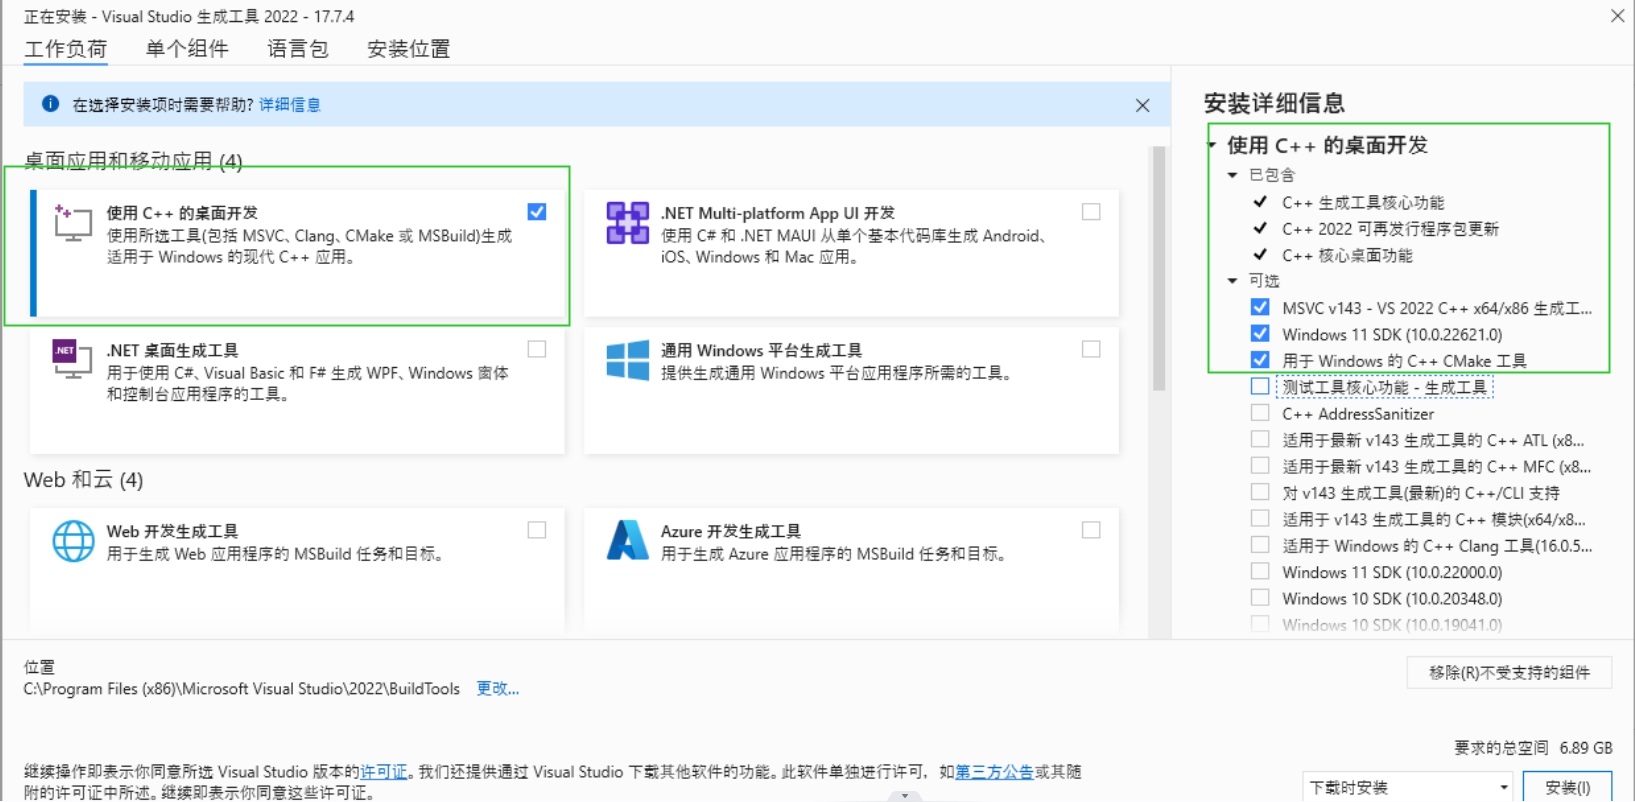 正在安装 - Visual Studio 生成工具 2022 - 17.7.4
工作负荷 单个组件 语言包 安装位置
在选择安装项时需要帮助? 详细信息
桌面应用和移动应用 (4)
使用 C++ 的桌面开发
使用所选工具(包括 MSVC、Clang、CMake 或 MSBuild)生成
适用于 Windows 的现代 C++ 应用。
.NET Multi-platform App UI 开发
使用 C# 和 .NET MAUI 从单个基本代码库生成 Android、
iOS、Windows 和 Mac 应用。
.NET
.NET 桌面生成工具
用于使用 C#、Visual Basic 和 F# 生成 WPF、Windows 窗体
和控制台应用程序的工具。
通用 Windows 平台生成工具
提供生成通用 Windows 平台应用程序所需的工具。
Web 和云 (4)
Web 开发生成工具
用于生成 Web 应用程序的 MSBuild 任务和目标。
Azure 开发生成工具
用于生成 Azure 应用程序的 MSBuild 任务和目标。
安装详细信息
使用 C++ 的桌面开发
已包含
C++ 生成工具核心功能
C++ 2022 可再发行程序包更新
C++ 核心桌面功能
可选
MSVC v143 - VS 2022 C++ x64/x86 生成工...
Windows 11 SDK (10.0.22621.0)
用于 Windows 的 C++ CMake 工具
测试工具核心功能 - 生成工具
C++ AddressSanitizer
适用于最新 v143 生成工具的 C++ ATL (x8...
适用于最新 v143 生成工具的 C++ MFC (x8...
对 v143 生成工具(最新)的 C++/CLI 支持
适用于 v143 生成工具的 C++ 模块(x64/x8...
适用于 Windows 的 C++ Clang 工具(16.0.5...
Windows 11 SDK (10.0.22000.0)
Windows 10 SDK (10.0.20348.0)
Windows 10 SDK (10.0.19041.0)
位置
C:\Program Files (x86)\Microsoft Visual Studio\2022\BuildTools 更改...
移除(R)不受支持的组件
要求的总空间 6.89 GB
继续操作即表示你同意所选 Visual Studio 版本的许可证。我们还提供通过 Visual Studio 下载其他软件的功能。此软件单独进行许可，如第三方公告或其随
附的许可证中所述。继续即表示你同意这些许可证。
下载时安装
安装(I)